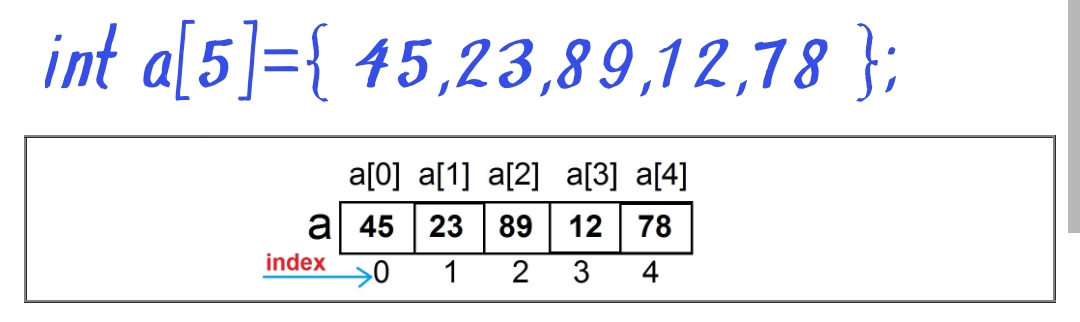 int a[5]={ 45,23,89,12,78 };
a[0] a[1] a[2] a[3] a[4]
a 45 23 89 12 78
index 0 1 2 3 4